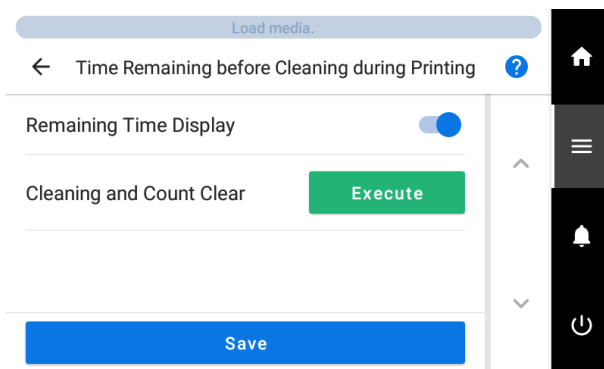 Load media.
Time Remaining before Cleaning during Printing
?
Remaining Time Display
Cleaning and Count Clear
Execute
Save